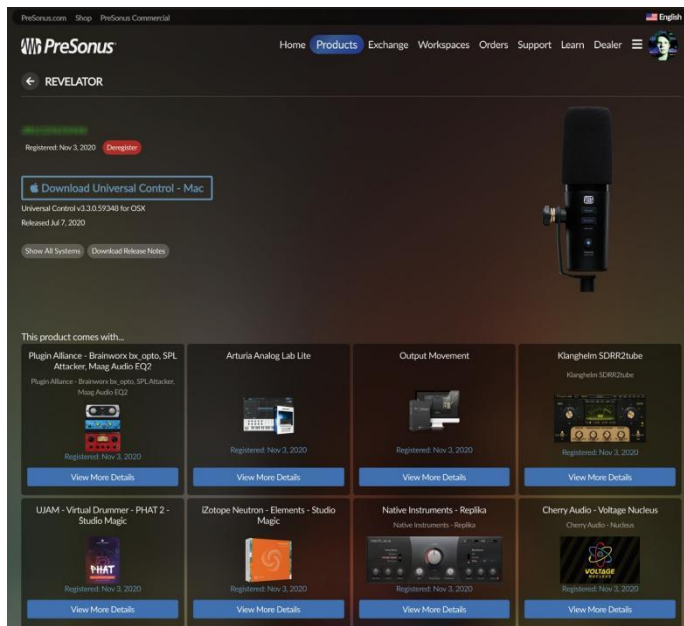 PreSonus.com Shop PreSonus Commercial English
PreSonus Home Products Exchange Workspaces Orders Support Learn Dealer
REVELATOR
Registered: Nov 3, 2020 Deregister
Download Universal Control - Mac
Universal Control v3.3.0.59348 for OSX
Released Jul 7, 2020
Show All Systems Download Release Notes
This product comes with...
Plugin Alliance - Brainworx bx_opto, SPL
Attacker, Maag Audio EQ2
Plugin Alliance - Brainworx bx_opto, SPL Attacker,
Maag Audio EQ2
Registered: Nov 3, 2020
View More Details
Arturia Analog Lab Lite
Registered: Nov 3, 2020
View More Details
Output Movement
Registered: Nov 3, 2020
View More Details
Klanghelm SDRR2tube
Klanghelm SDRR2tube
Registered: Nov 3, 2020
View More Details
UJAM - Virtual Drummer - PHAT 2 -
Studio Magic
PHAT
Registered: Nov 3, 2020
View More Details
iZotope Neutron - Elements - Studio
Magic
Registered: Nov 3, 2020
View More Details
Native Instruments - Replika
Native Instruments - Replika
Registered: Nov 3, 2020
View More Details
Cherry Audio - Voltage Nucleus
Cherry Audio - Nucleus
VOLTAGE
NUCLEUS
Registered: Nov 3, 2020
View More Details